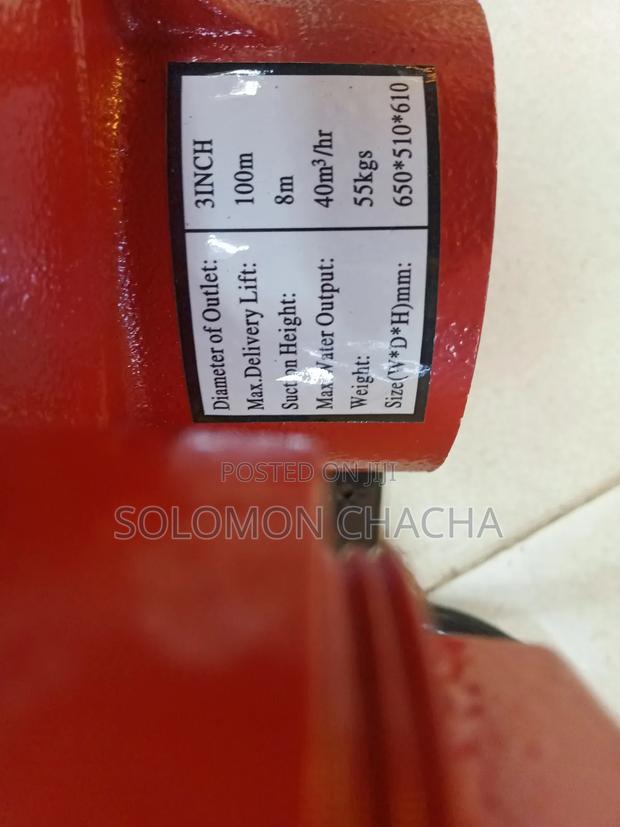 Diameter of Outlet: 3INCH
Max.Delivery Lift: 100m
Suction Height: 8m
Max.Water Output: 40m³/hr
Weight: 55kgs
Size(W*D*H)mm: 650*510*610
POSTED ON JIJI
SOLOMON CHACHA